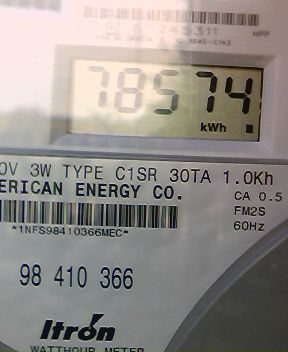 78574
kWh
0V 3W TYPE C1SR 30TA 1.0Kh
ERICAN ENERGY CO.
CA 0.5
FM2S
60Hz
*1NFS98410366MEC*
98 410 366
Itron
WATTHOUR METER